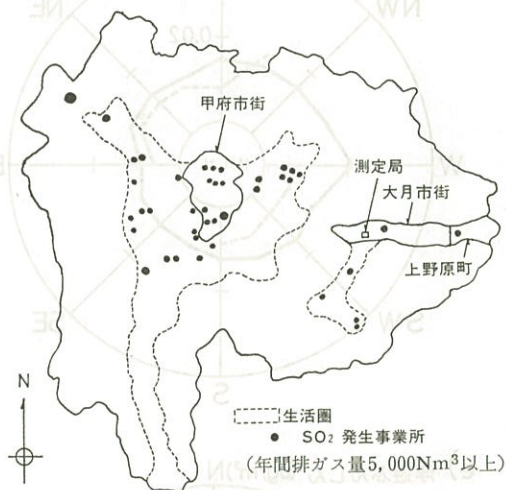 甲府市街
測定局
大月市街
上野原町
N
生活圏
● SO₂ 発生事業所
(年間排ガス量5,000Nm³以上)